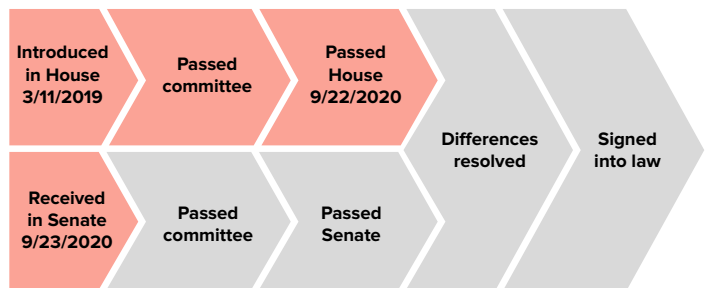 Introduced
in House
3/11/2019
Passed
committee
Passed
House
9/22/2020
Received
in Senate
9/23/2020
Passed
committee
Passed
Senate
Differences
resolved
Signed
into law